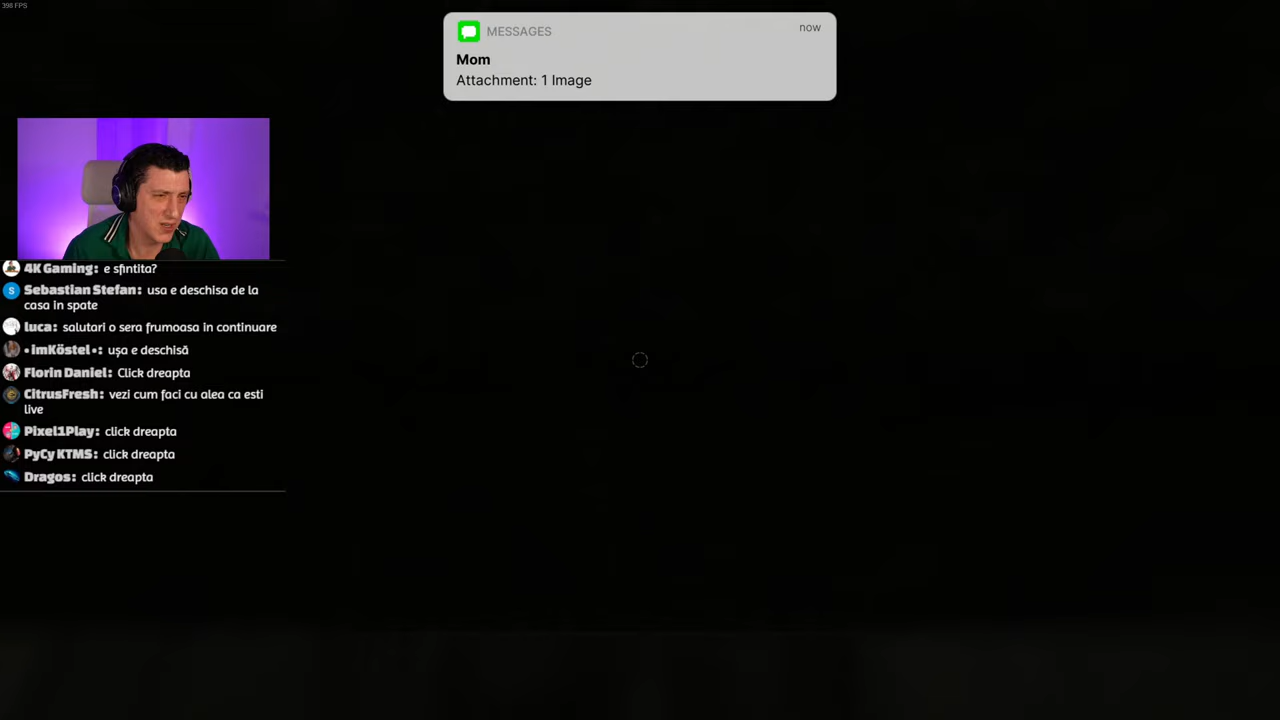 398 FPS
MESSAGES
now
Mom
Attachment: 1 Image
4K Gaming: e sfintita?
Sebastian Stefan: usa e deschisa de la
casa in spate
luca: salutari o sera frumoasa in continuare
•imKöstel•: ușa e deschisă
Florin Daniel: Click dreapta
CitrusFresh: vezi cum faci cu alea ca esti
live
Pixel1Play: click dreapta
PyCy KTMS: click dreapta
Dragos: click dreapta